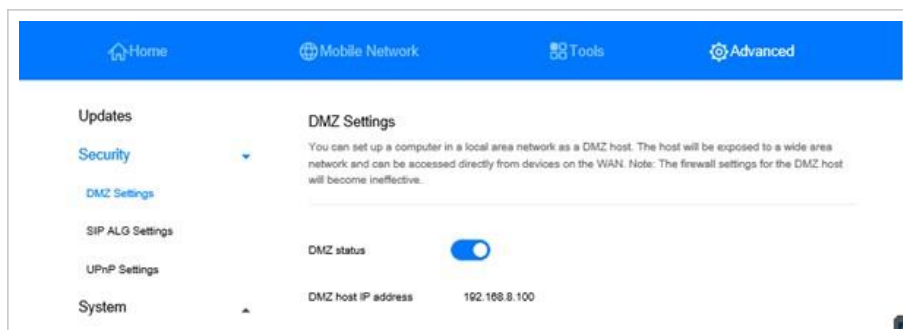 Home
Mobile Network
Tools
Advanced
Updates
Security
DMZ Settings
SIP ALG Settings
UPnP Settings
System
DMZ Settings
You can set up a computer in a local area network as a DMZ host. The host will be exposed to a wide area
network and can be accessed directly from devices on the WAN. Note: The firewall settings for the DMZ host
will become ineffective.
DMZ status
DMZ host IP address 192.168.8.100